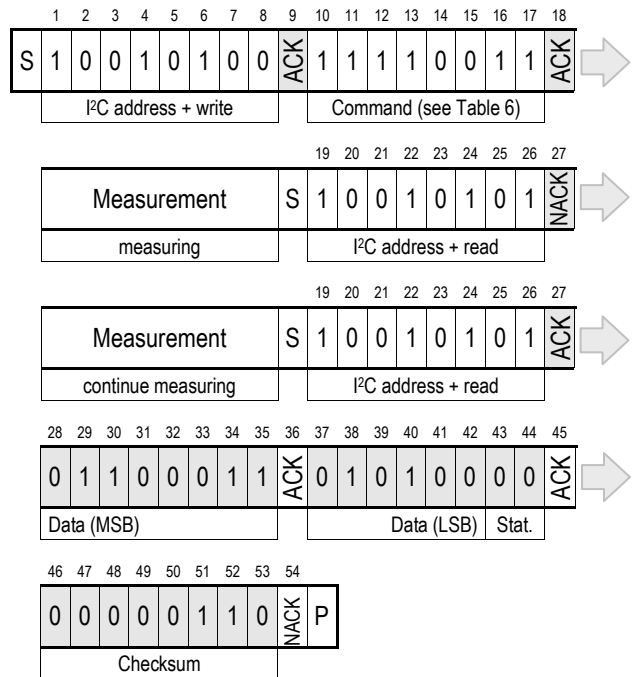 1 2 3 4 5 6 7 8 9 10 11 12 13 14 15 16 17 18
S 1 0 0 1 0 1 0 0 ACK 1 1 1 1 0 0 1 1 ACK
I²C address + write Command (see Table 6)
19 20 21 22 23 24 25 26 27
Measurement S 1 0 0 1 0 1 0 1 NACK
measuring I²C address + read
19 20 21 22 23 24 25 26 27
Measurement S 1 0 0 1 0 1 0 1 ACK
continue measuring I²C address + read
28 29 30 31 32 33 34 35 36 37 38 39 40 41 42 43 44 45
0 1 1 0 0 0 1 1 ACK 0 1 0 1 0 0 0 0 ACK
Data (MSB) Data (LSB) Stat.
46 47 48 49 50 51 52 53 54
0 0 0 0 0 1 1 0 NACK P
Checksum